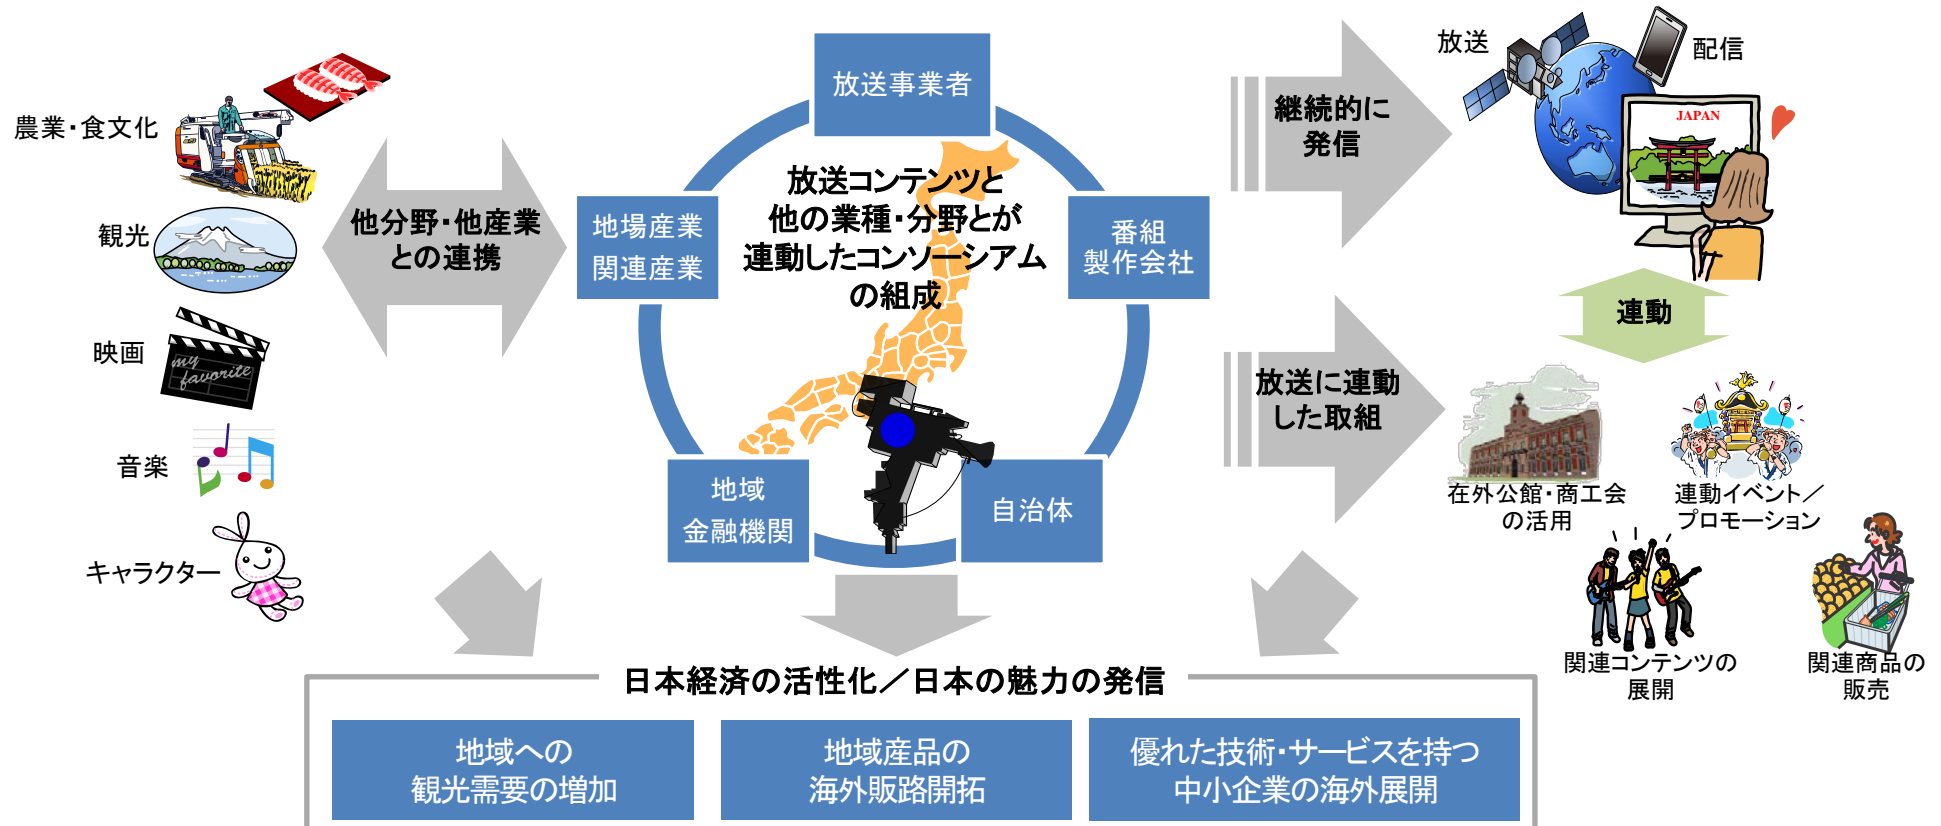 農業・食文化
観光
映画
my
favorite
音楽
キャラクター
他分野・他産業
との連携
放送事業者
地場産業
関連産業
番組
製作会社
地域
金融機関
自治体
放送コンテンツと
他の業種・分野とが
連動したコンソーシアム
の組成
継続的に
発信
放送に連動
した取組
放送
配信
JAPAN
連動
在外公館・商工会
の活用
連動イベント／
プロモーション
関連コンテンツの
展開
関連商品の
販売
日本経済の活性化／日本の魅力の発信
地域への
観光需要の増加
地域産品の
海外販路開拓
優れた技術・サービスを持つ
中小企業の海外展開